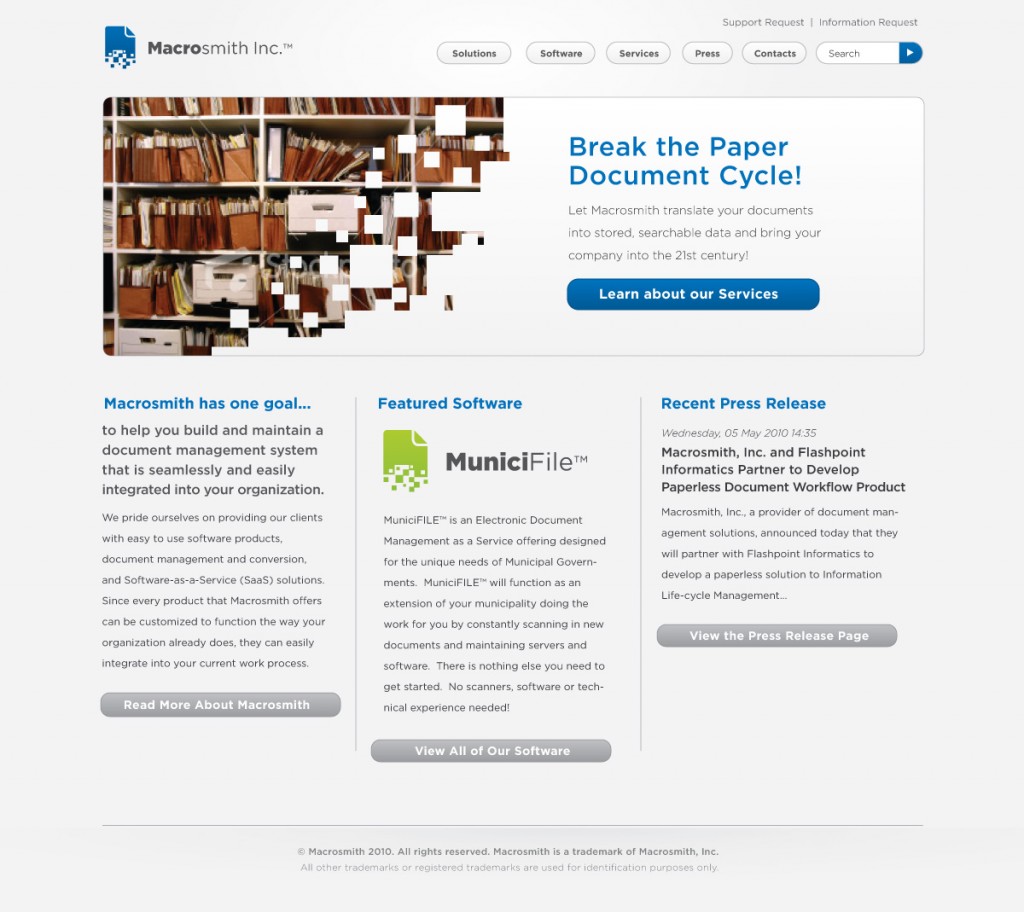 Support Request | Information Request
Macrosmith Inc.™
Solutions
Software
Services
Press
Contacts
Search
Break the Paper
Document Cycle!
Let Macrosmith translate your documents
into stored, searchable data and bring your
company into the 21st century!
Learn about our Services
Macrosmith has one goal...
to help you build and maintain a
document management system
that is seamlessly and easily
integrated into your organization.
We pride ourselves on providing our clients
with easy to use software products,
document management and conversion,
and Software-as-a-Service (SaaS) solutions.
Since every product that Macrosmith offers
can be customized to function the way your
organization already does, they can easily
integrate into your current work process.
Read More About Macrosmith
Featured Software
MuniciFile™
MuniciFILE™ is an Electronic Document
Management as a Service offering designed
for the unique needs of Municipal Govern-
ments. MuniciFILE™ will function as an
extension of your municipality doing the
work for you by constantly scanning in new
documents and maintaining servers and
software. There is nothing else you need to
get started. No scanners, software or tech-
nical experience needed!
View All of Our Software
Recent Press Release
Wednesday, 05 May 2010 14:35
Macrosmith, Inc. and Flashpoint
Informatics Partner to Develop
Paperless Document Workflow Product
Macrosmith, Inc., a provider of document man-
agement solutions, announced today that they
will partner with Flashpoint Informatics to
develop a paperless solution to Information
Life-cycle Management...
View the Press Release Page
© Macrosmith 2010. All rights reserved. Macrosmith is a trademark of Macrosmith, Inc.
All other trademarks or registered trademarks are used for identification purposes only.